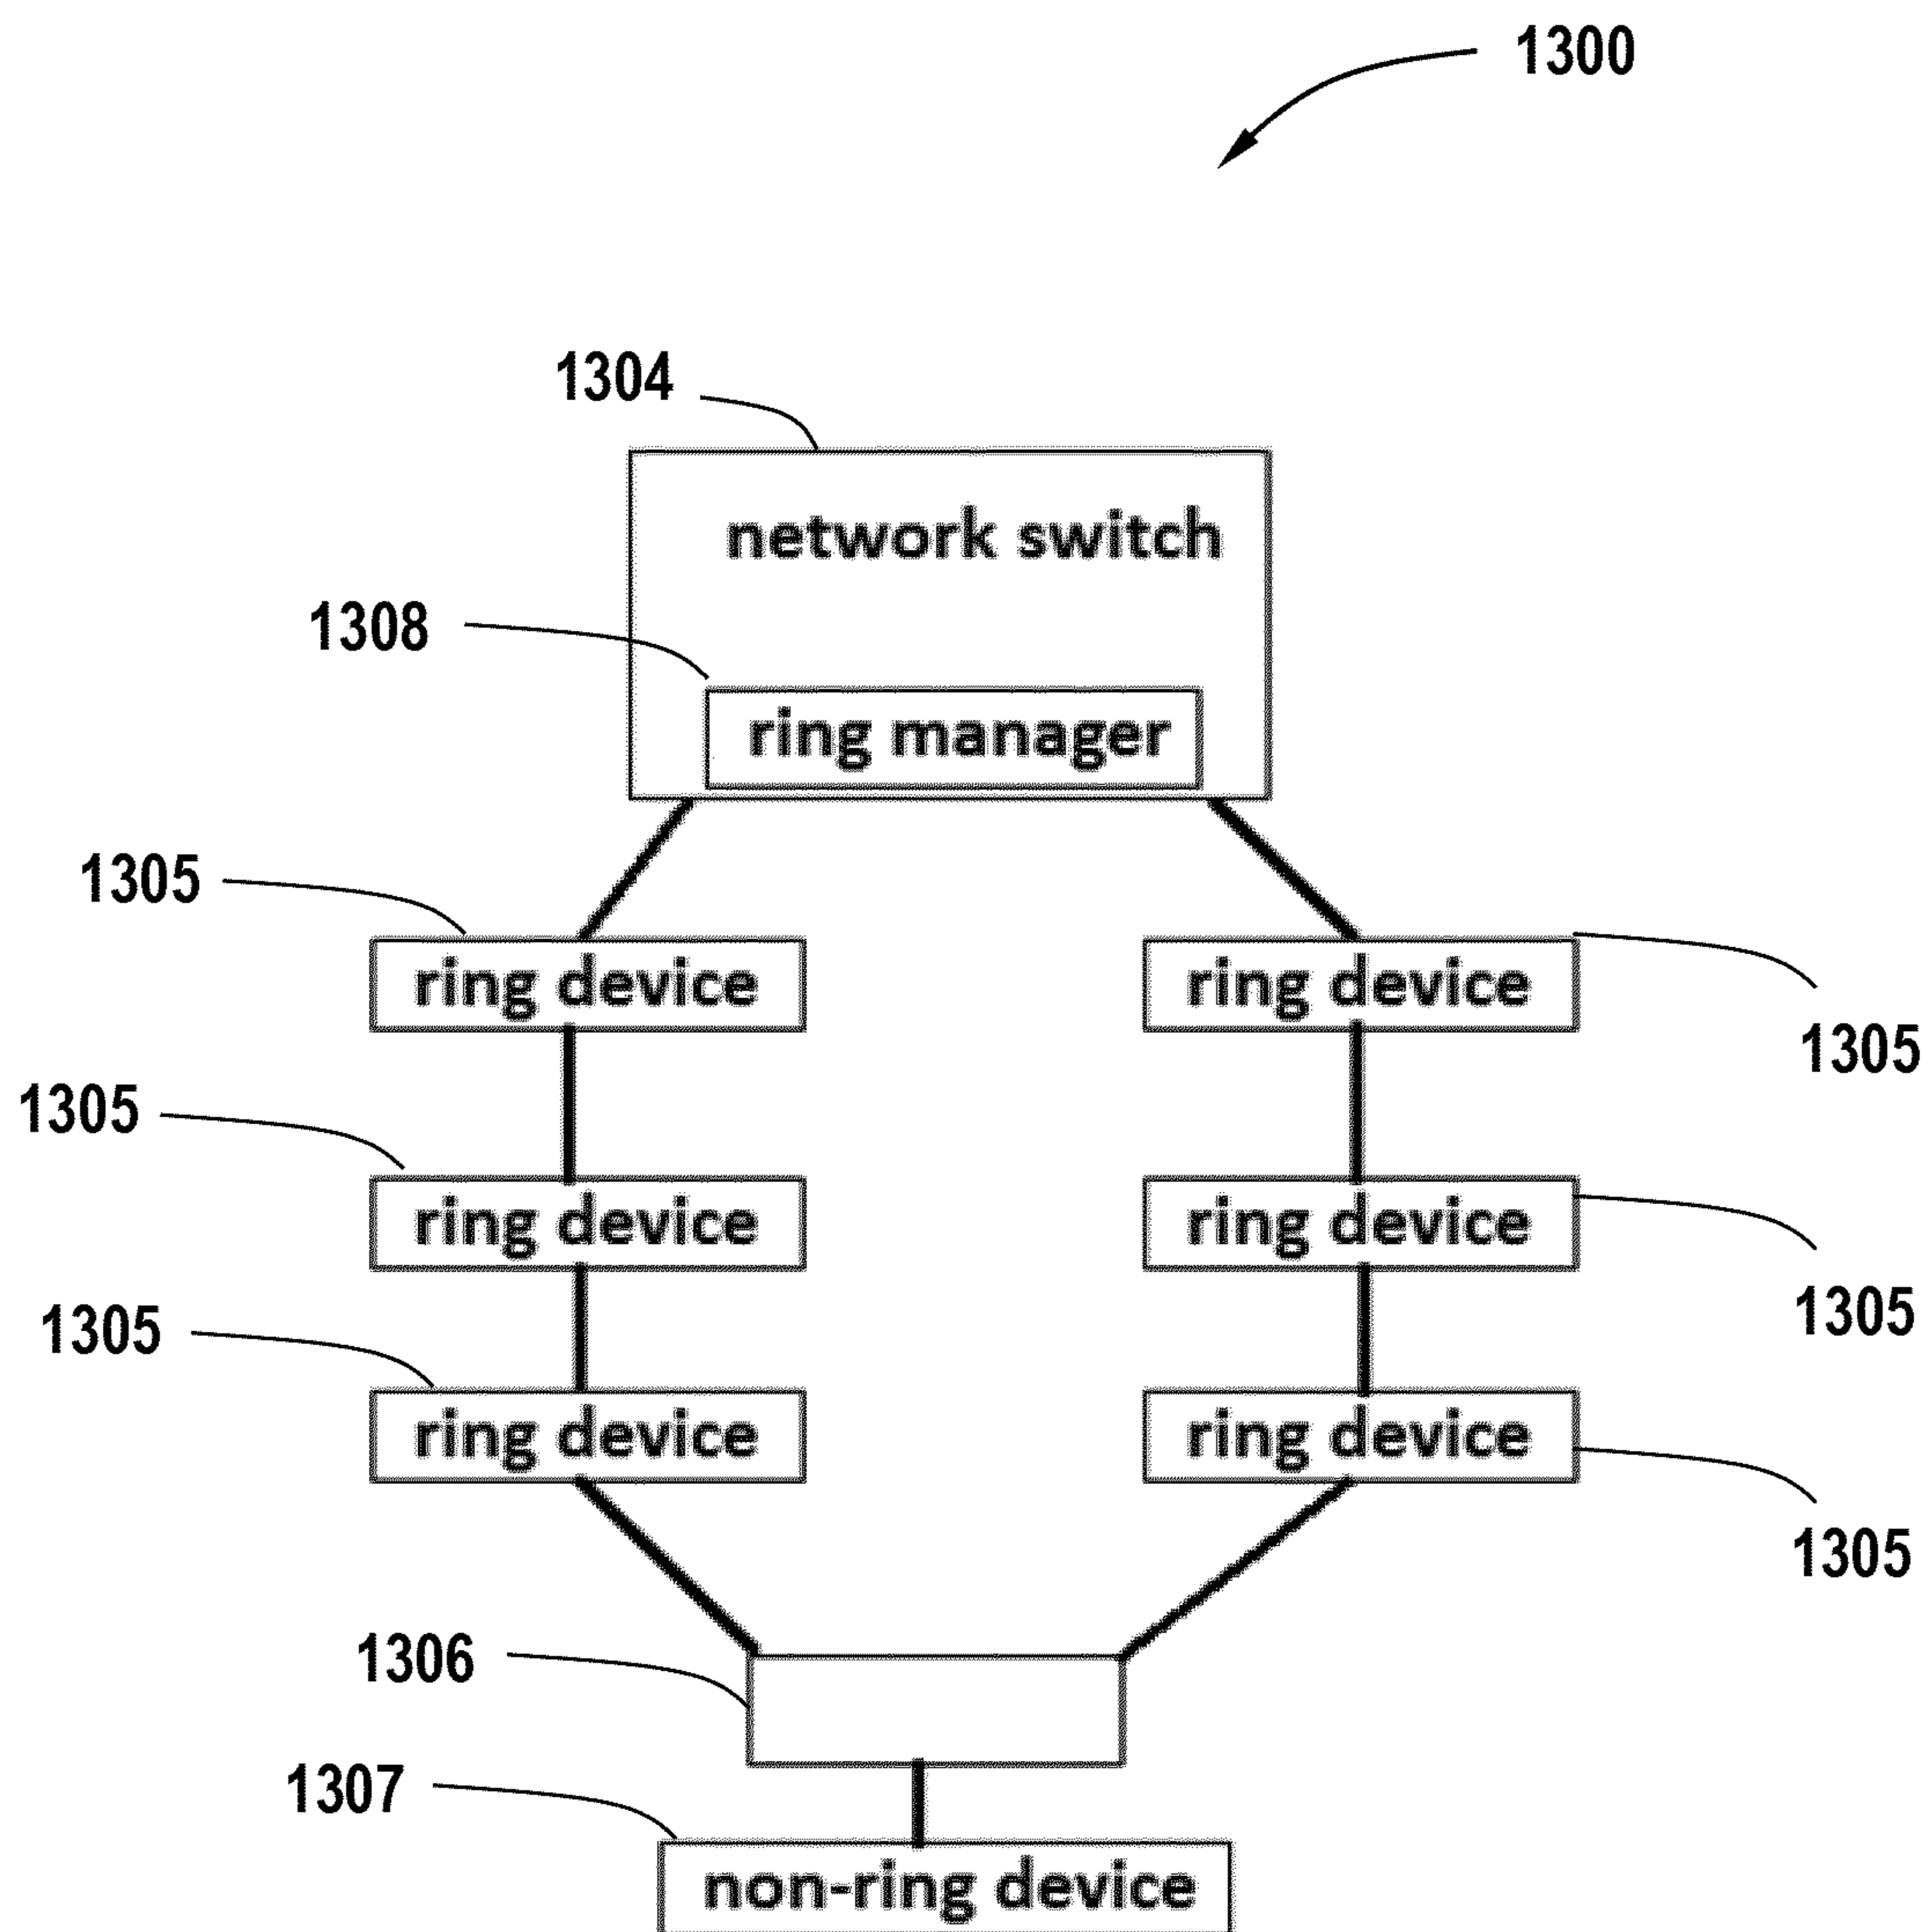 1300
1304
network switch
1308
ring manager
1305
ring device
ring device
1305
1305
ring device
ring device
1305
1305
ring device
ring device
1305
1306
1307
non-ring device